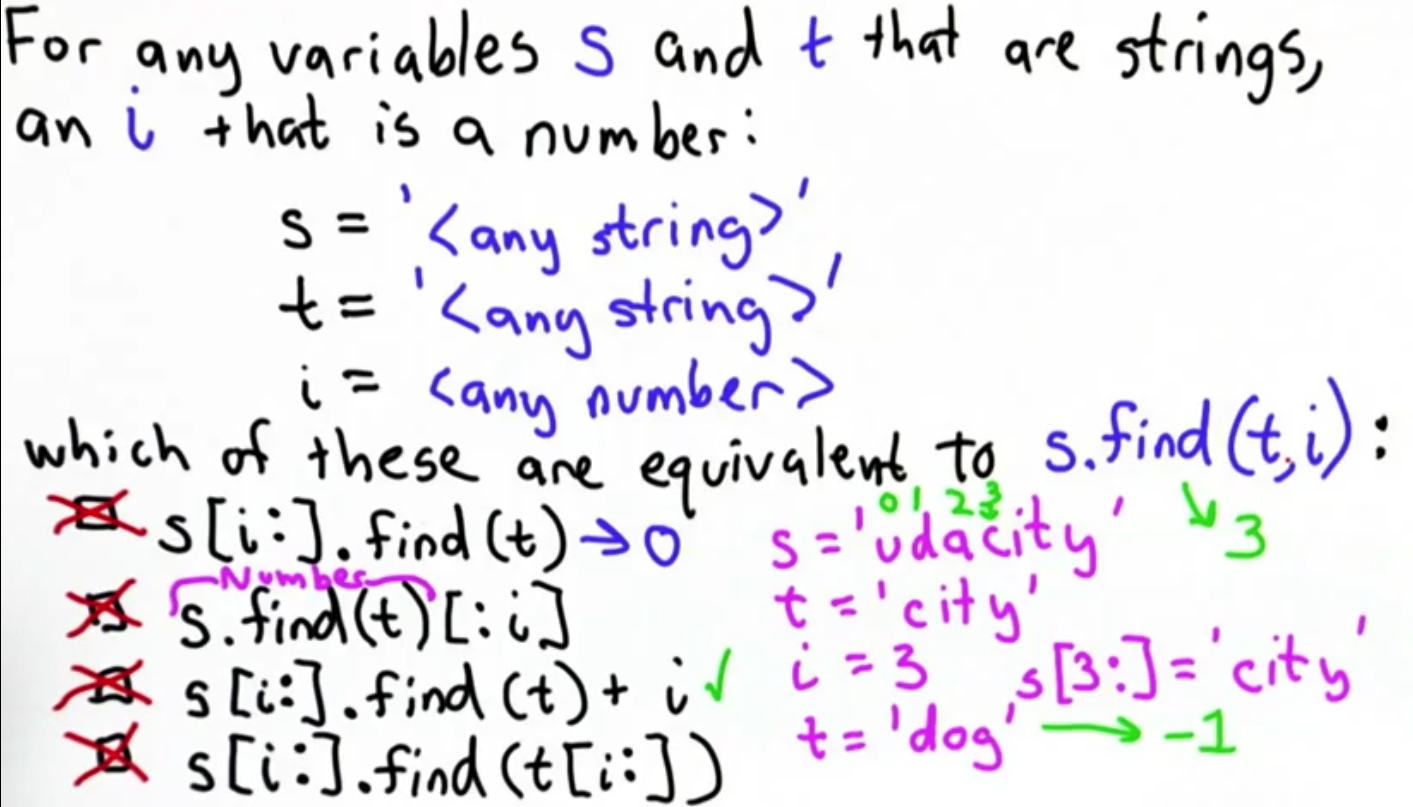 For any variables s and t that are strings,
an i that is a number:
s = '<any string>'
t = '<any string>'
i = <any number>
which of these are equivalent to s.find(t,i):
s[i:].find(t) → 0
Number
s.find(t)[:i]
s[i:].find(t) + i ✓
s[i:].find(t[i:])
0 1 2 3
s = 'udacity'
3
t = 'city'
i = 3 s[3:] = 'city'
t = 'dog' → -1